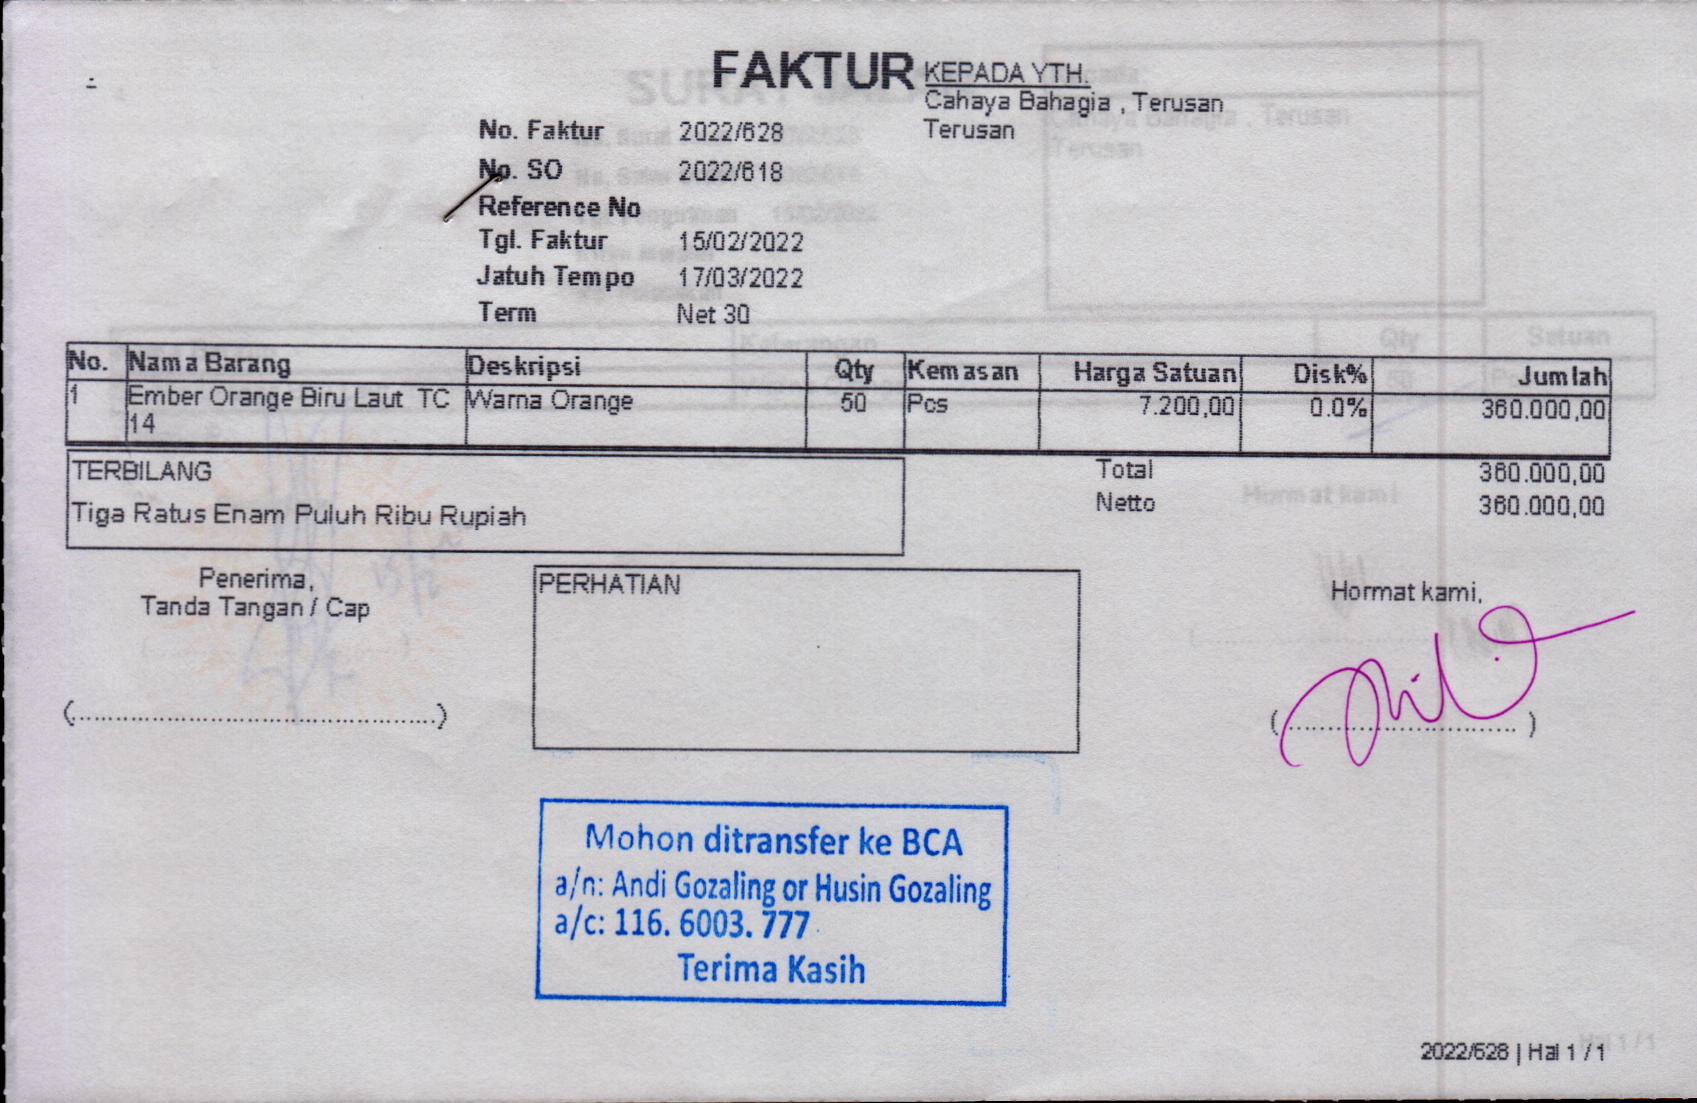 FAKTUR
KEPADA YTH.
Cahaya Bahagia , Terusan
Terusan
No. Faktur 2022/628
No. SO 2022/618
Reference No
Tgl. Faktur 15/02/2022
Jatuh Tempo 17/03/2022
Term Net 30
No. Nama Barang Deskripsi Qty Kemasan Harga Satuan Disk% Jumlah
1 Ember Orange Biru Laut TC Warna Orange 50 Pcs 7.200,00 0.0% 360.000,00
14
TERBILANG
Tiga Ratus Enam Puluh Ribu Rupiah
Total 360.000,00
Netto 360.000,00
Penerima,
Tanda Tangan / Cap
(..............................................)
PERHATIAN
Hormat kami,
(.............................)
Mohon ditransfer ke BCA
a/n: Andi Gozaling or Husin Gozaling
a/c: 116. 6003. 777
Terima Kasih
2022/628 | Hal 1 / 1